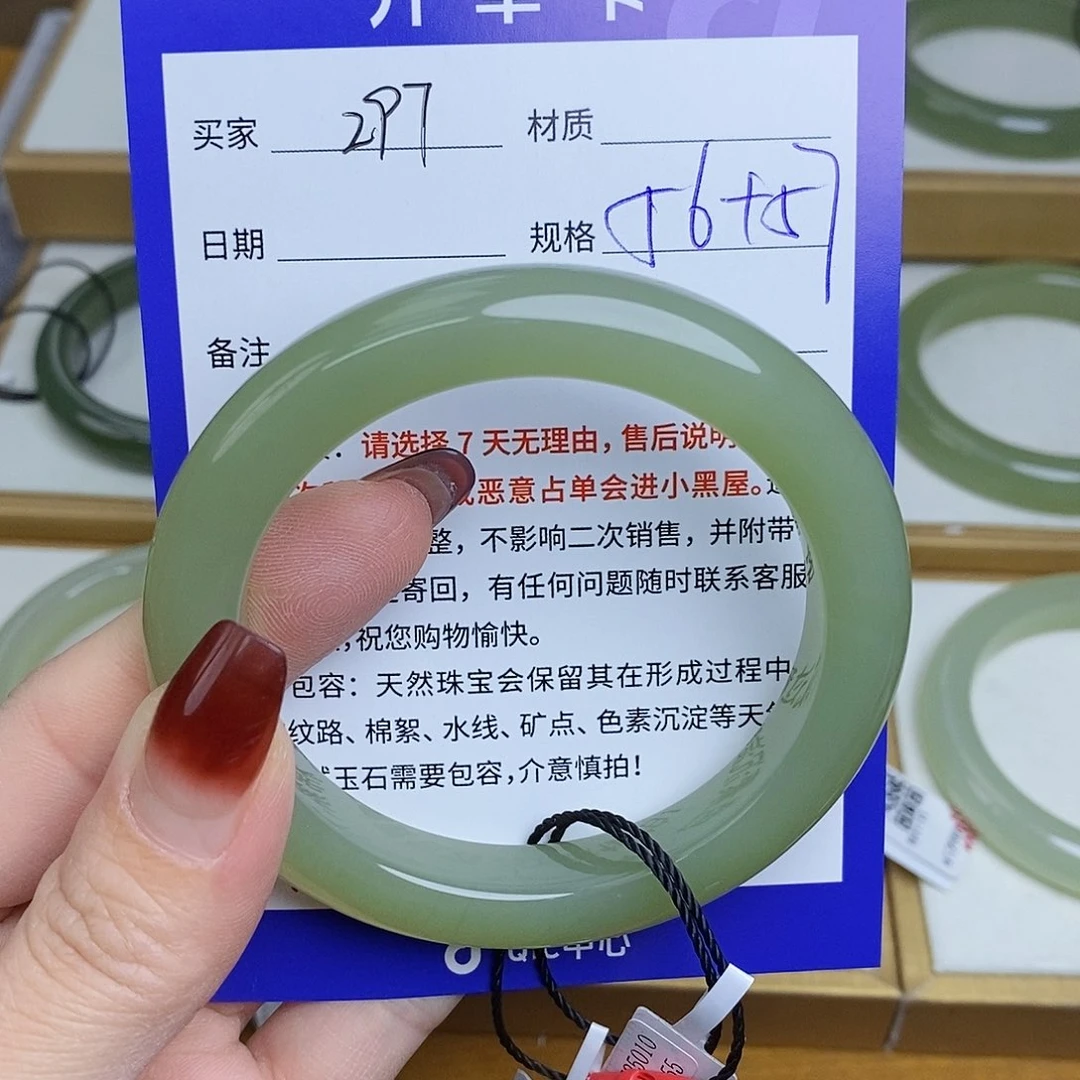 买家 297 材质
日期 规格 56+57
备注
：请选择7天无理由，售后说明
恶意占单会进小黑屋。
整，不影响二次销售，并附带
寄回，有任何问题随时联系客服
，祝您购物愉快。
包容：天然珠宝会保留其在形成过程中
纹路、棉絮、水线、矿点、色素沉淀等天
玉石需要包容，介意慎拍！
中心